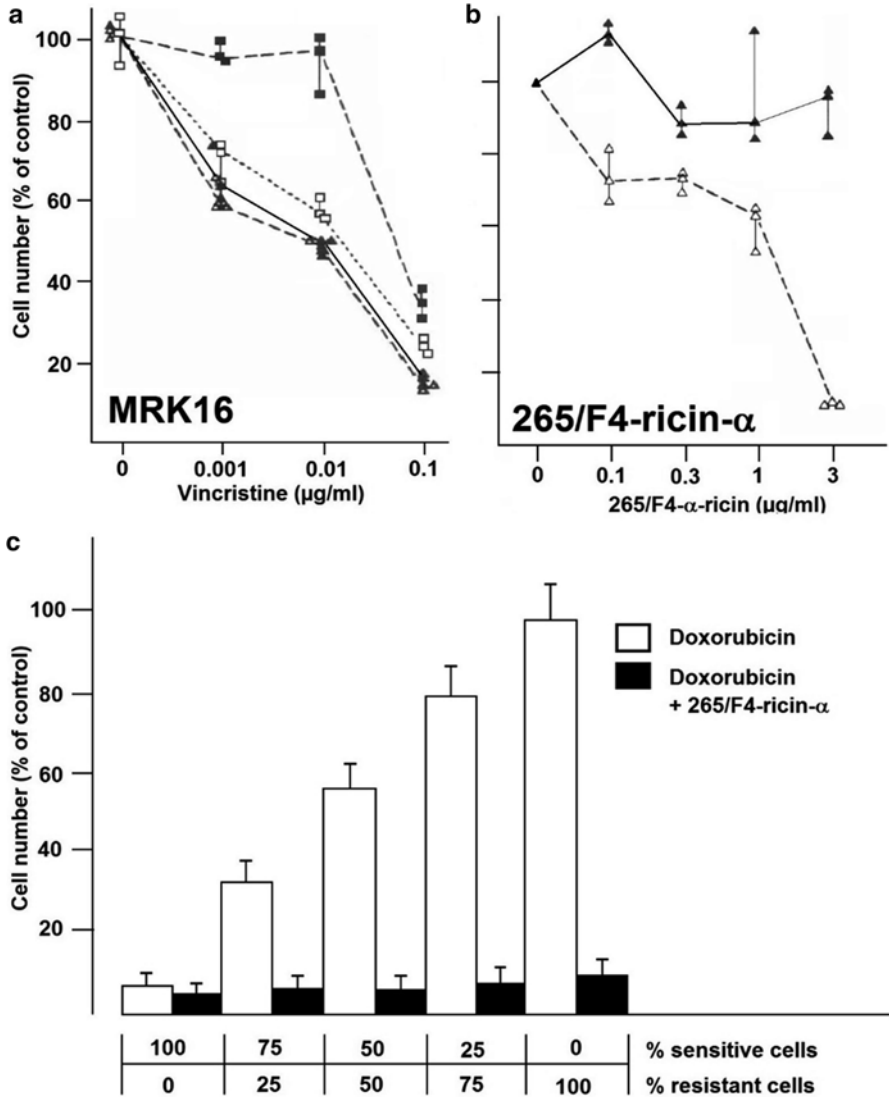 a
Cell number (% of control)
100
80
60
40
20
MRK16
0 0.001 0.01 0.1
Vincristine (µg/ml)
b
265/F4-ricin-α
0 0.1 0.3 1 3
265/F4-α-ricin (µg/ml)
c
Cell number (% of control)
100
80
60
40
20
Doxorubicin
Doxorubicin
+ 265/F4-ricin-α
100 75 50 25 0 % sensitive cells
0 25 50 75 100 % resistant cells